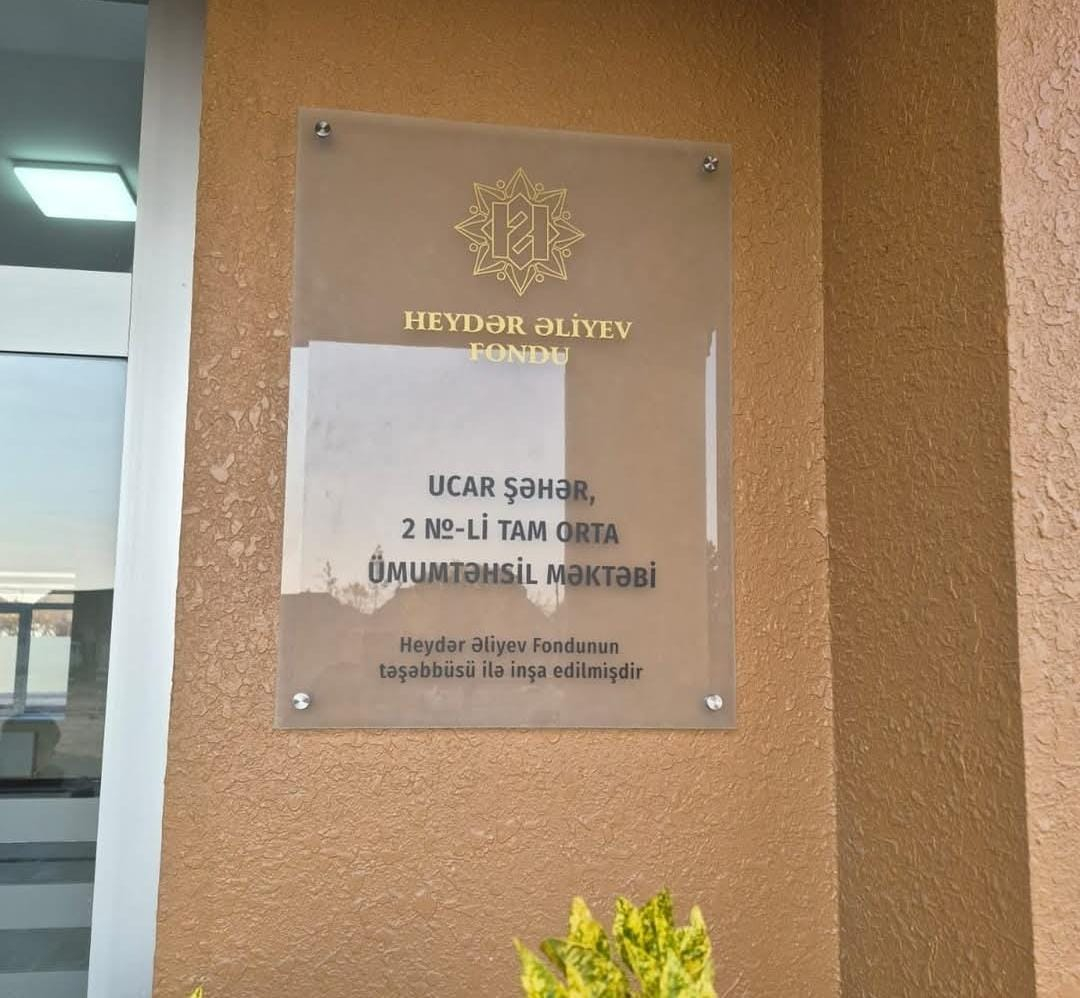 HEYDƏR ƏLİYEV
FONDU
UCAR ŞƏHƏR,
2 №-Lİ TAM ORTA
ÜMUMTƏHSİL MƏKTƏBİ
Heydər Əliyev Fondunun
təşəbbüsü ilə inşa edilmişdir